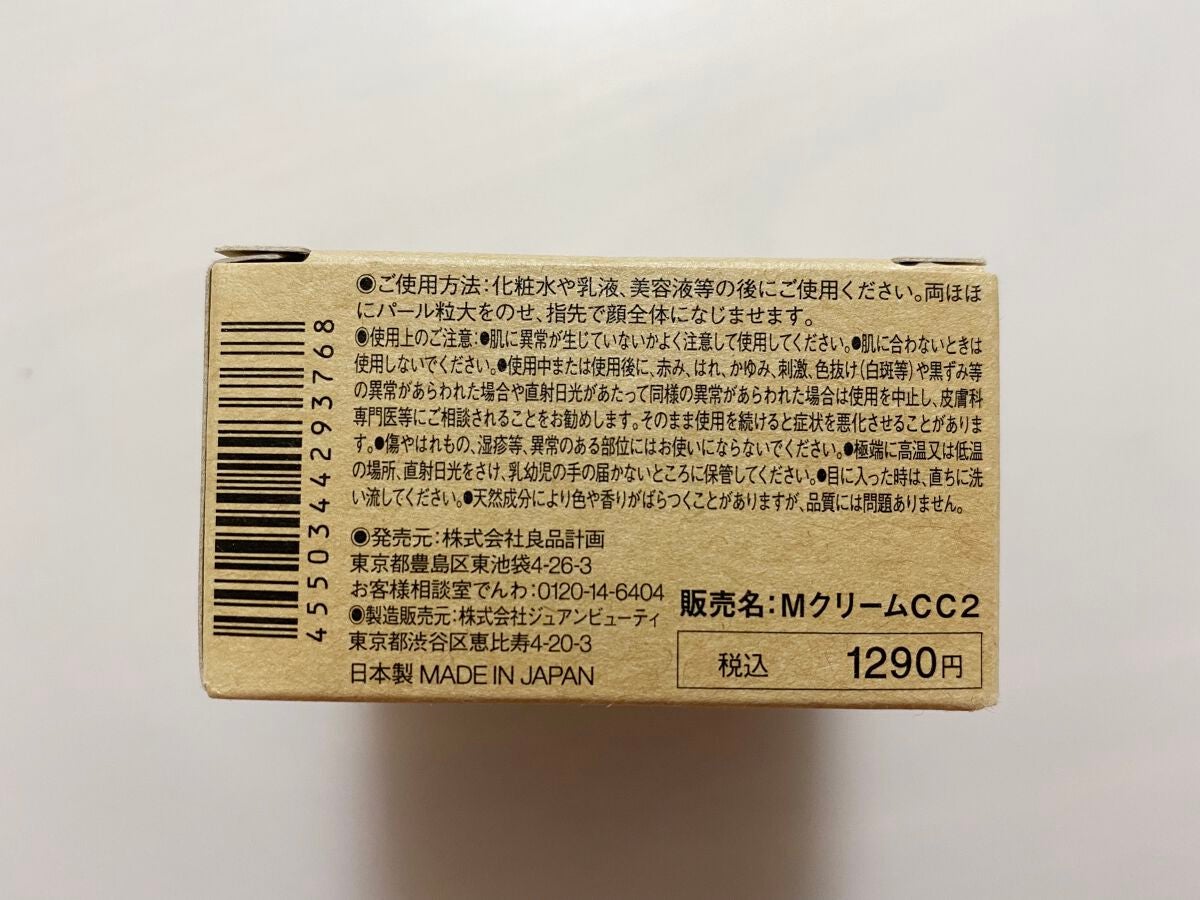 ◉ご使用方法:化粧水や乳液、美容液等の後にご使用ください。両ほほ
にパール粒大をのせ、指先で顔全体になじませます。
◉使用上のご注意:●肌に異常が生じていないかよく注意して使用してください。●肌に合わないときは
使用しないでください。●使用中または使用後に、赤み、はれ、かゆみ、刺激、色抜け(白斑等)や黒ずみ等
の異常があらわれた場合や直射日光があたって同様の異常があらわれた場合は使用を中止し、皮膚科
専門医等にご相談されることをお勧めします。そのまま使用を続けると症状を悪化させることがありま
す。●傷やはれもの、湿疹等、異常のある部位にはお使いにならないでください。●極端に高温又は低温
の場所、直射日光をさけ、乳幼児の手の届かないところに保管してください。●目に入った時は、直ちに洗
い流してください。●天然成分により色や香りがばらつくことがありますが、品質には問題ありません。
◉発売元:株式会社良品計画
東京都豊島区東池袋4-26-3
お客様相談室でんわ:0120-14-6404
◉製造販売元:株式会社ジュアンビューティ
東京都渋谷区恵比寿4-20-3
日本製 MADE IN JAPAN
販売名:MクリームCC2
税込 1290円
4550344293768